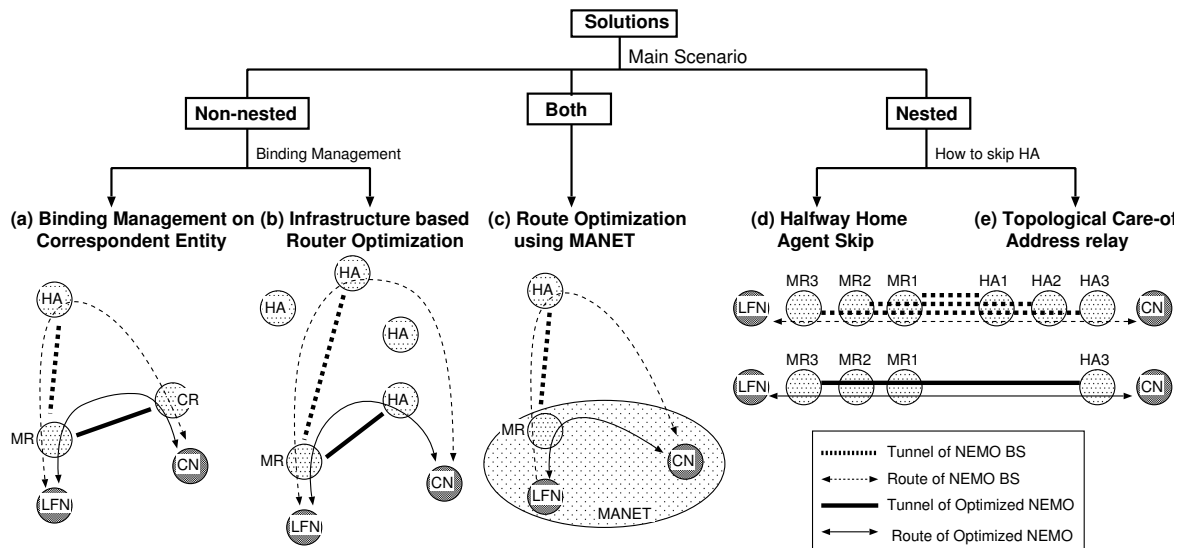 Solutions
Main Scenario
Non-nested
Both
Nested
Binding Management
How to skip HA
(a) Binding Management on
Correspondent Entity
(b) Infrastructure based
Router Optimization
(c) Route Optimization
using MANET
(d) Halfway Home
Agent Skip
(e) Topological Care-of
Address relay
HA
CR
MR
CN
LFN
HA
HA
HA
HA
MR
CN
LFN
HA
MR
CN
LFN
MANET
MR3 MR2 MR1 HA1 HA2 HA3
LFN CN
MR3 MR2 MR1 HA3
LFN CN
Tunnel of NEMO BS
Route of NEMO BS
Tunnel of Optimized NEMO
Route of Optimized NEMO